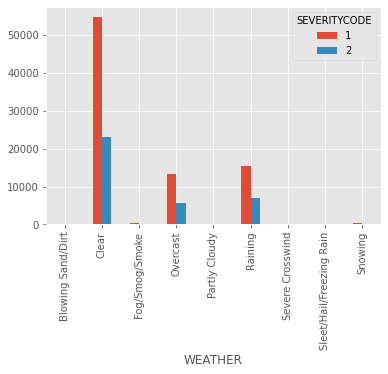 SEVERITYCODE
1
2
50000
40000
30000
20000
10000
0
Blowing Sand/Dirt
Clear
Fog/Smog/Smoke
Overcast
Partly Cloudy
Raining
Severe Crosswind
Sleet/Hail/Freezing Rain
Snowing
WEATHER